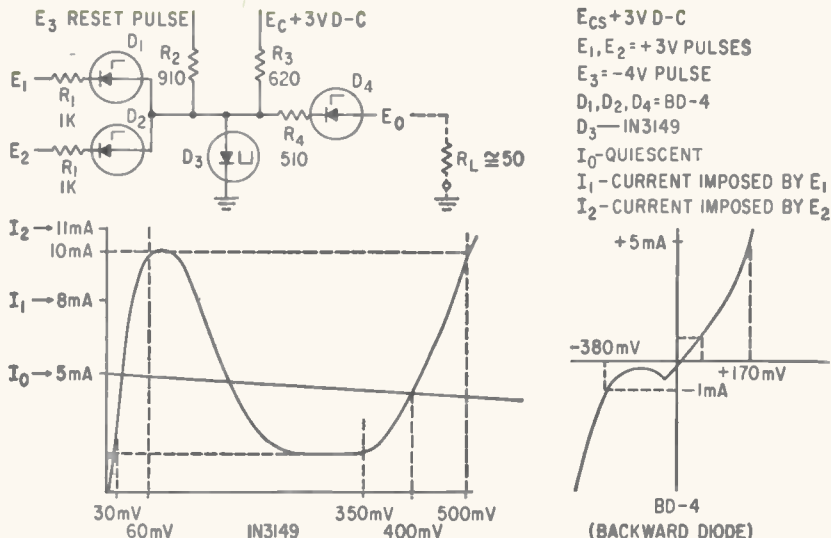 E3 RESET PULSE
EC+3V D-C
D1
R2
910
R3
620
D4
E1
R1
1K
D2
E0
R4
510
E2
R1
1K
D3
RL ≅50
ECS+3V D-C
E1,E2=+3V PULSES
E3=-4V PULSE
D1,D2,D4=BD-4
D3—IN3149
I0-QUIESCENT
I1-CURRENT IMPOSED BY E1
I2-CURRENT IMPOSED BY E2
I2→11mA
10mA
I1→8mA
I0→5mA
30mV
60mV
IN3149
350mV
400mV
500mV
+5mA
-380mV
+170mV
-1mA
BD-4
(BACKWARD DIODE)